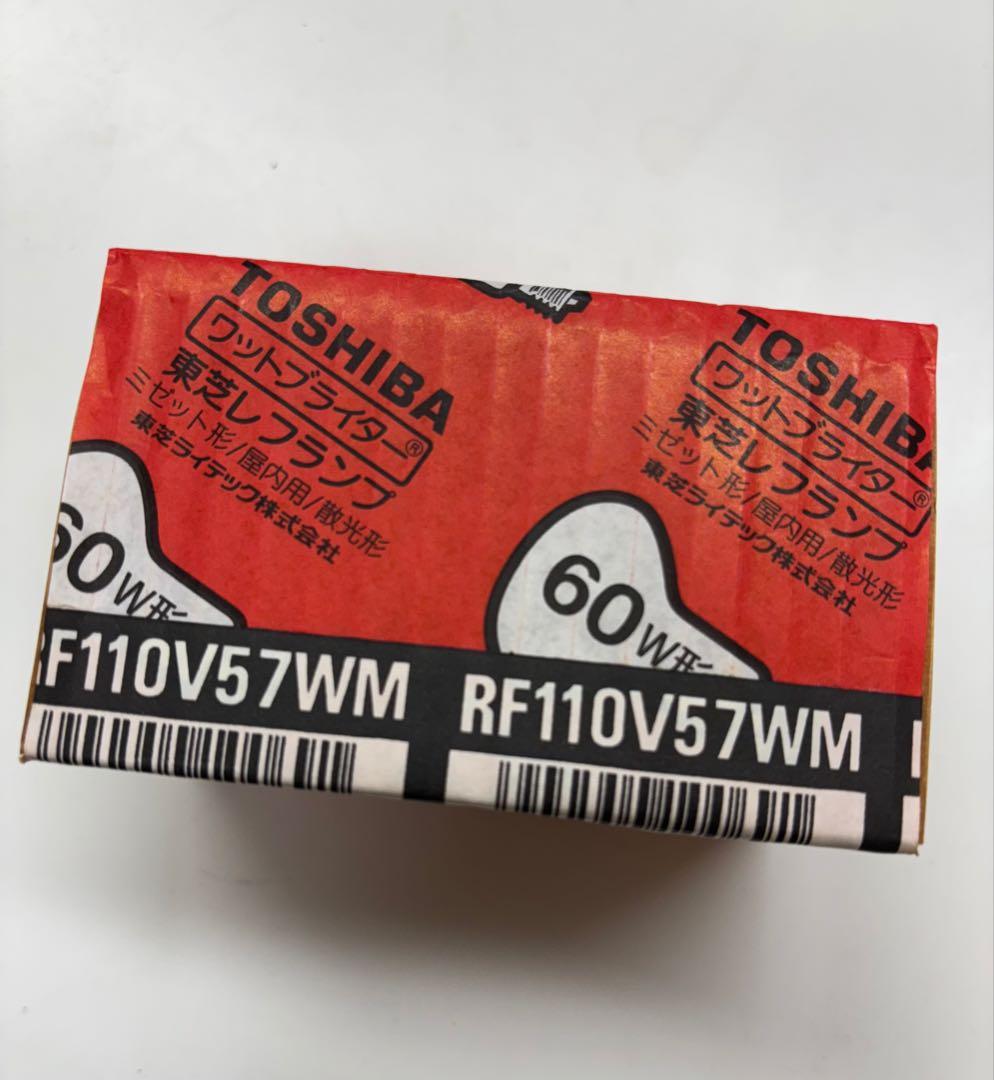 TOSHIBA
ワットブライター®
東芝レフランプ
ミゼット形/屋内用/散光形
東芝ライテック株式会社
60W形
RF110V57WM
TOSHIBA
ワットブライター®
東芝レフランプ
ミゼット形/屋内用/散光形
東芝ライテック株式会社
60W形
RF110V57WM